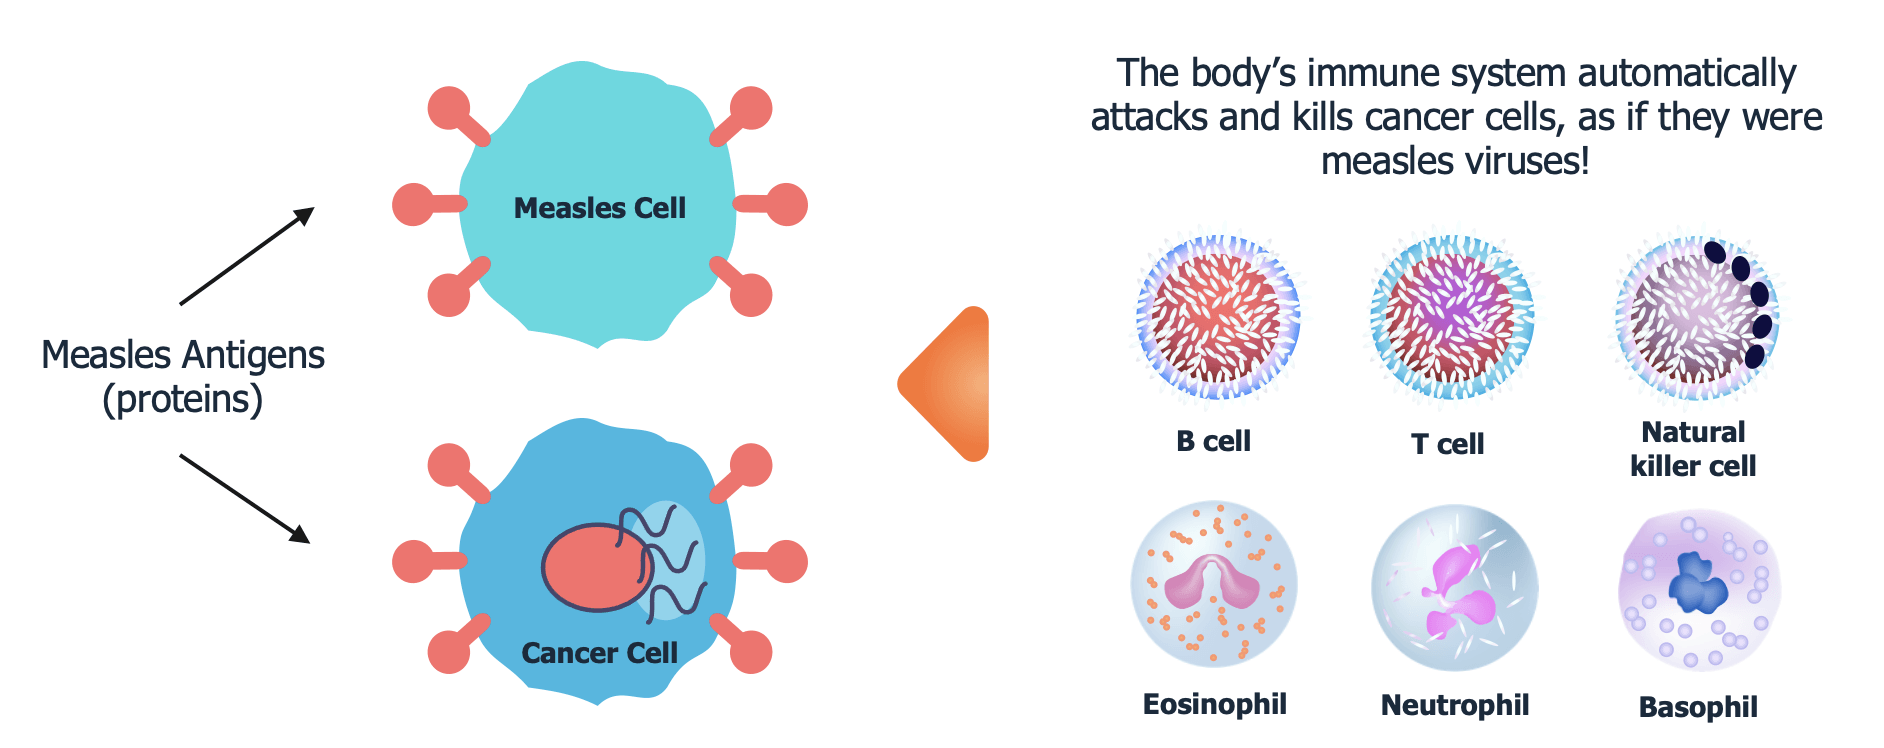 The body’s immune system automatically
attacks and kills cancer cells, as if they were
measles viruses!
Measles Cell
Measles Antigens
(proteins)
Cancer Cell
B cell
T cell
Natural
killer cell
Eosinophil
Neutrophil
Basophil